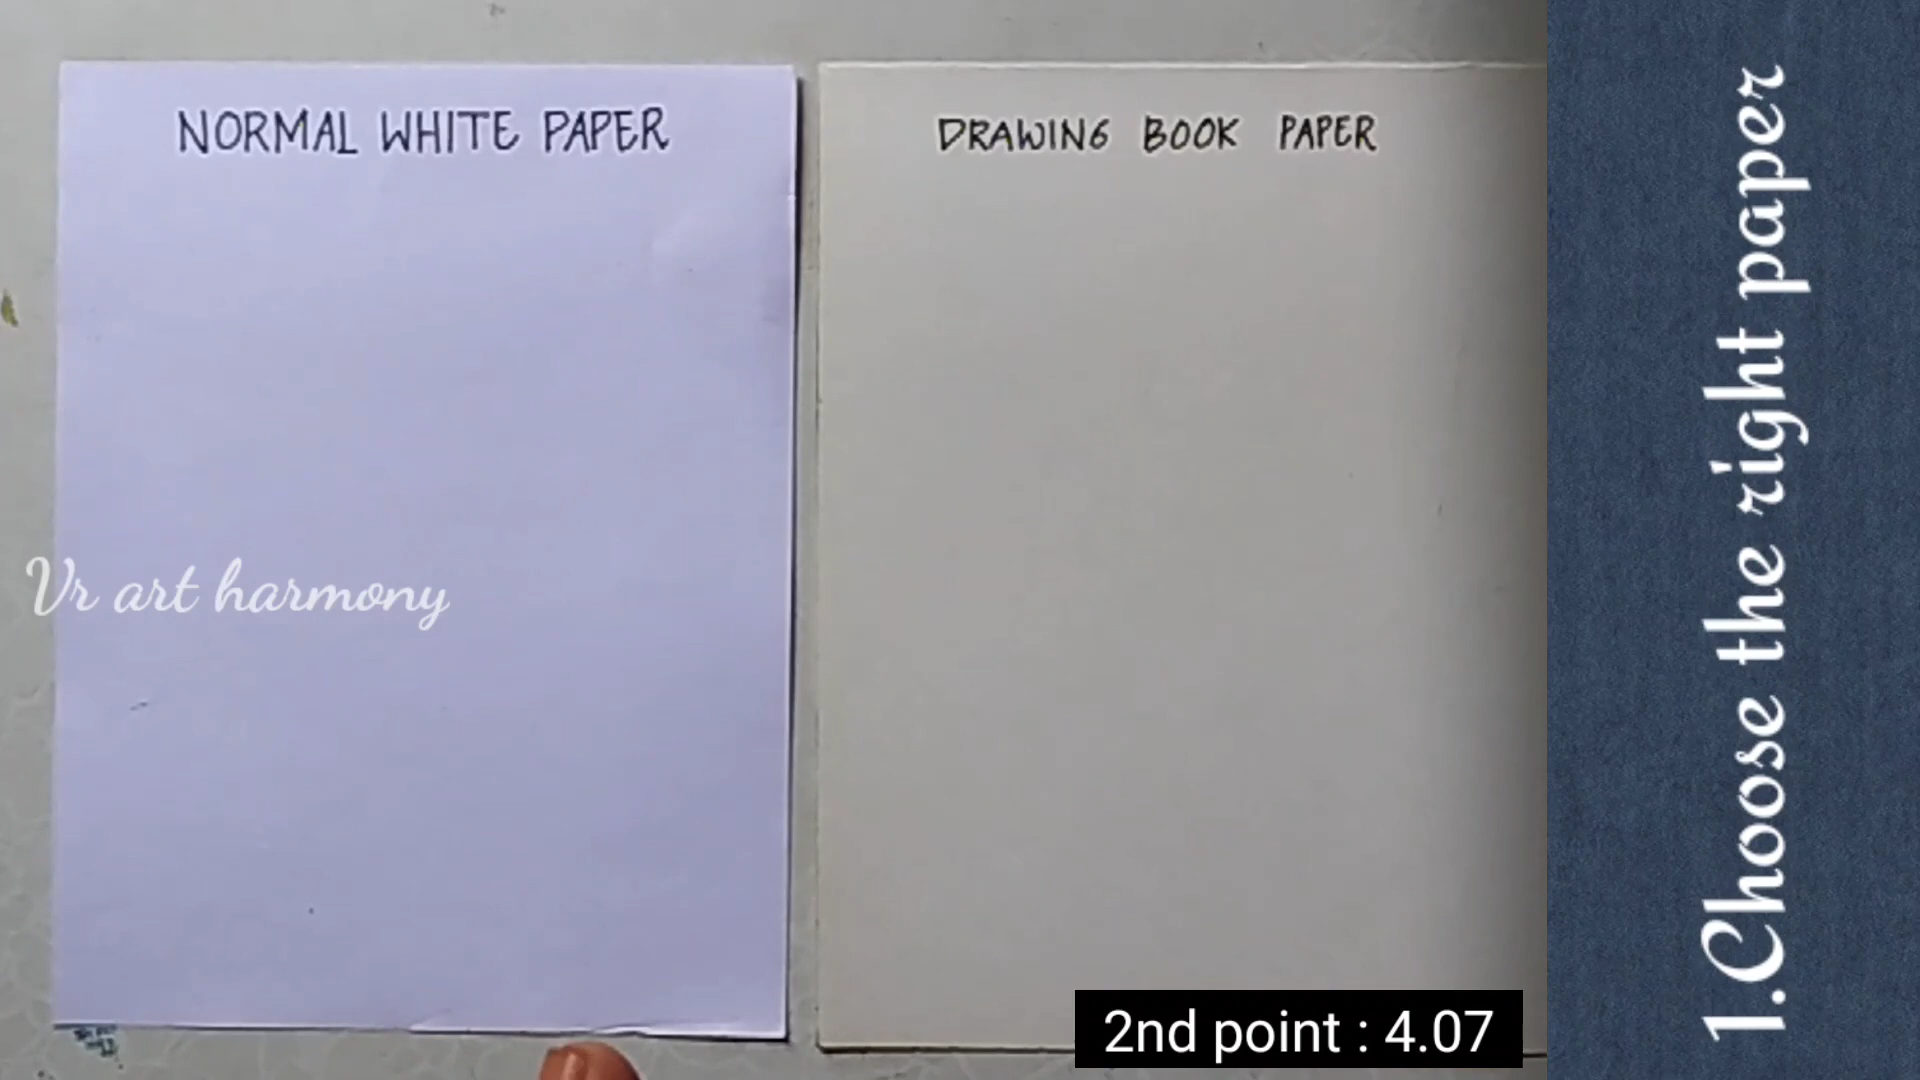 NORMAL WHITE PAPER
DRAWING BOOK PAPER
Vr art harmony
2nd point : 4.07
1.Choose the right paper